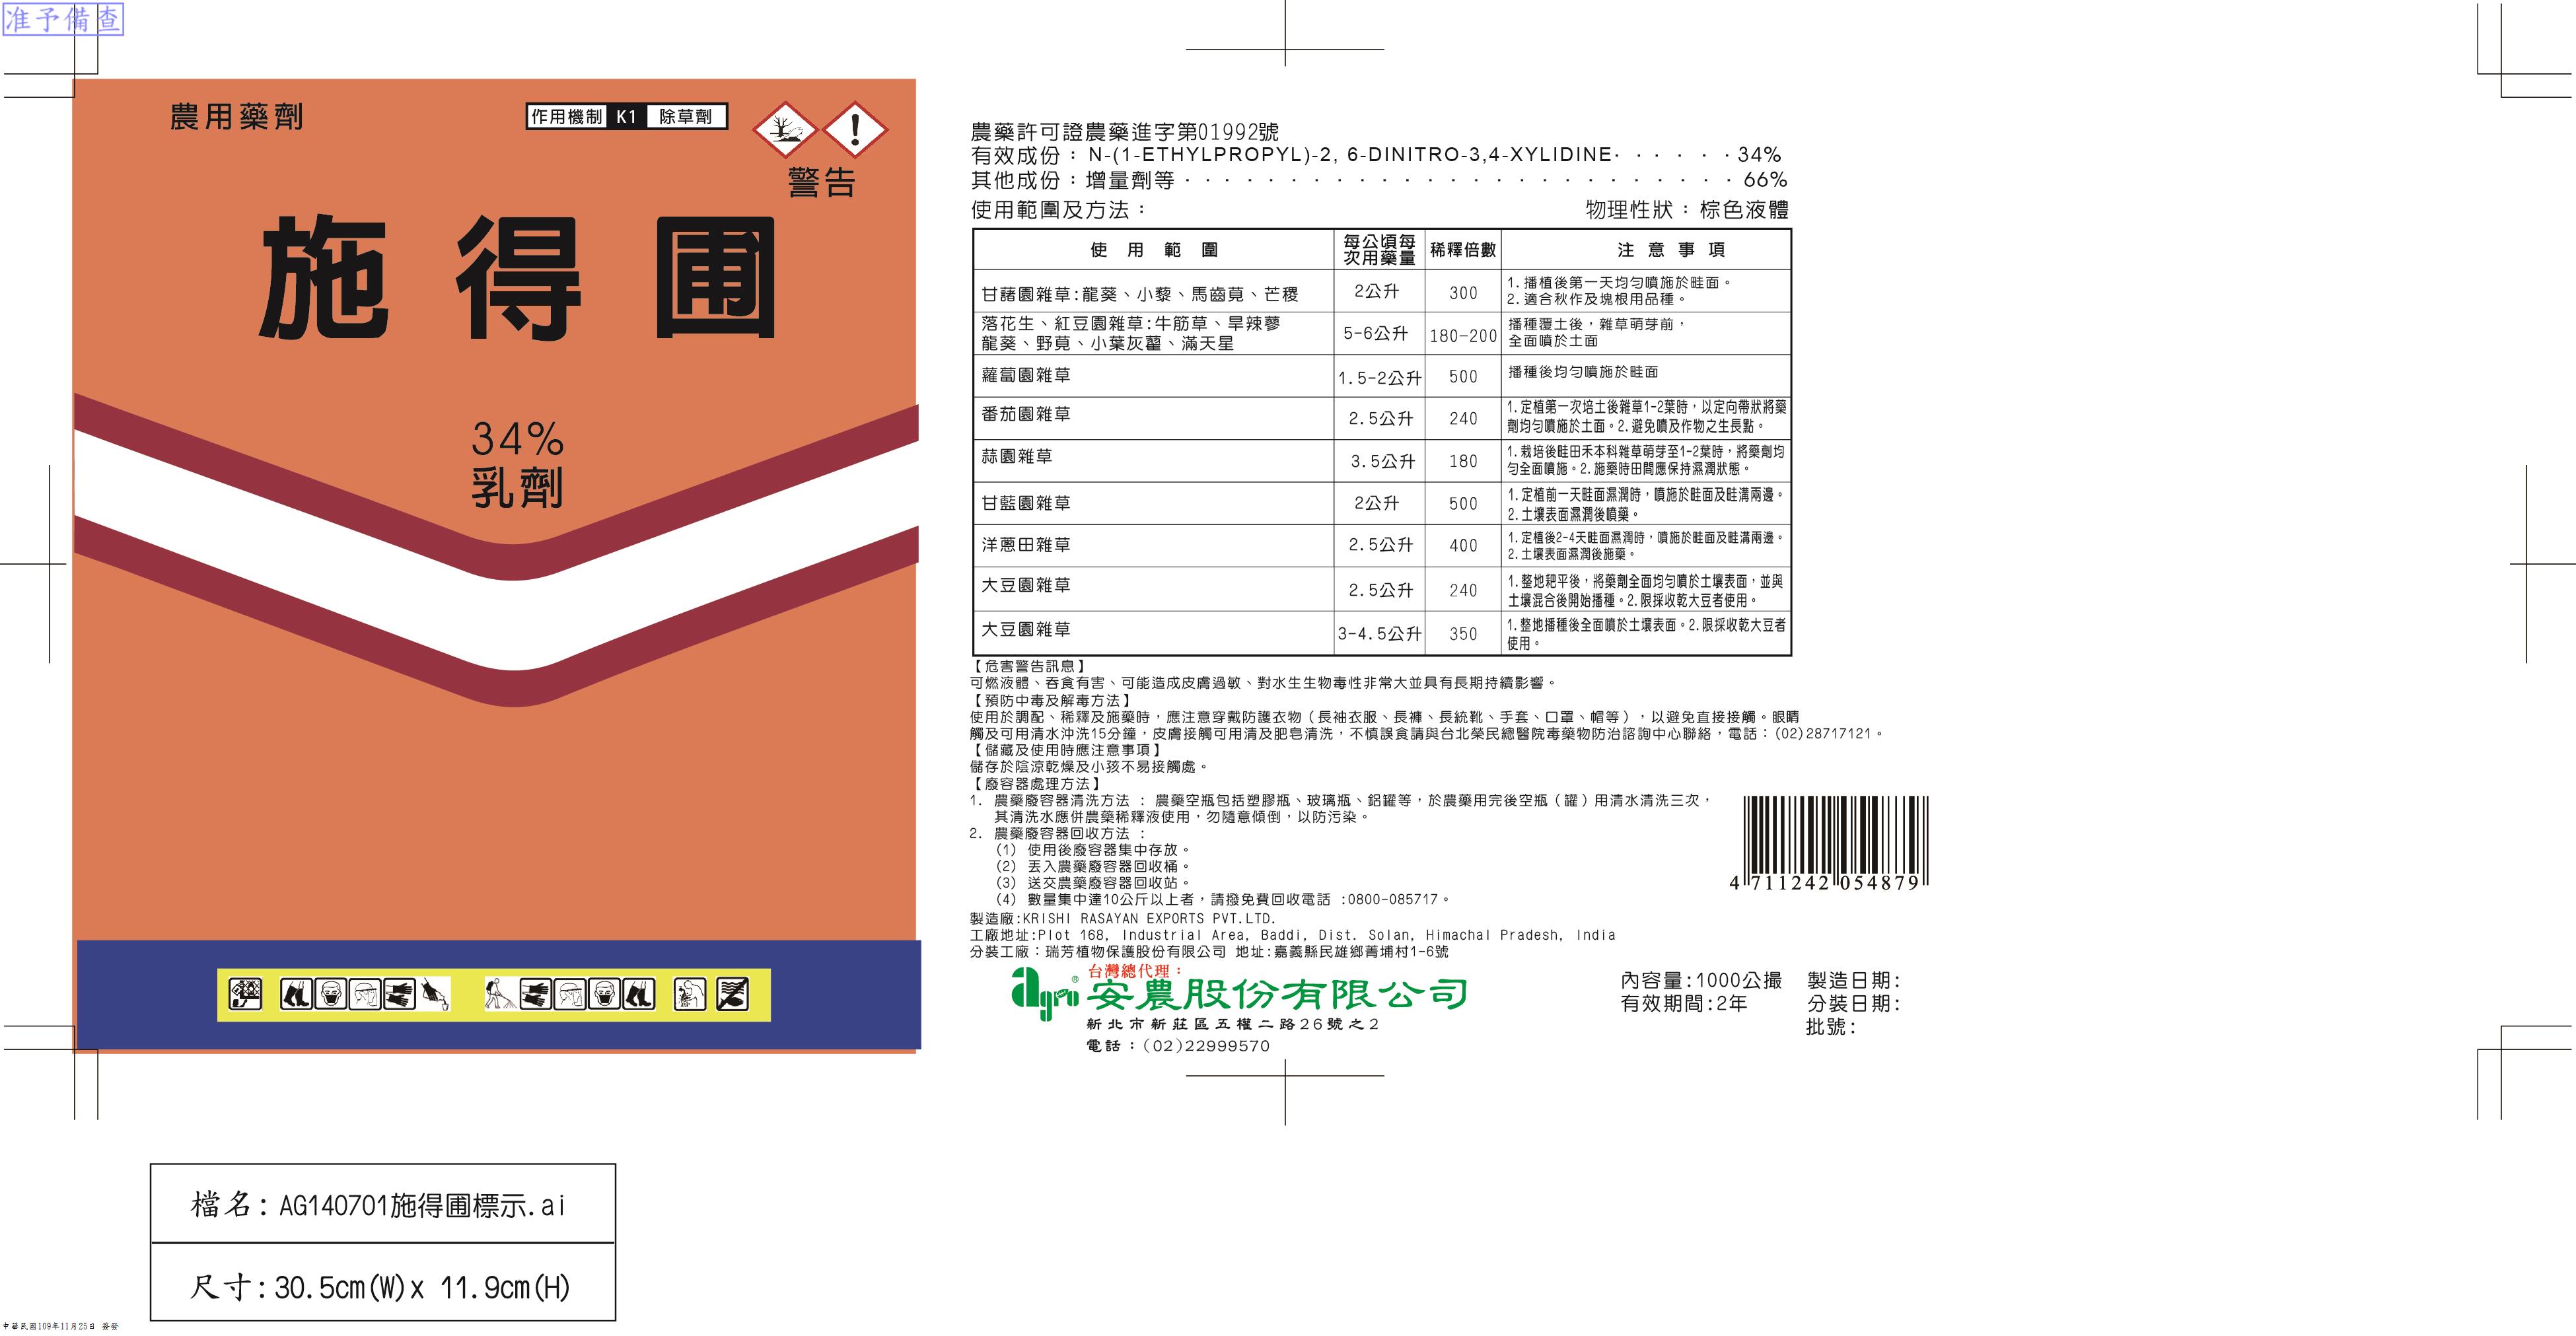 准予備查
農用藥劑
作用機制 K1 除草劑
警告
施得圃
34%
乳劑
農藥許可證農藥進字第01992號
有效成份：N-(1-ETHYLPROPYL)-2, 6-DINITRO-3,4-XYLIDINE······34%
其他成份：增量劑等··························66%
使用範圍及方法： 物理性狀：棕色液體
使用範圍 每公頃每次用藥量 稀釋倍數 注意事項
甘藷園雜草:龍葵、小藜、馬齒莧、芒稷 2公升 300 1.播植後第一天均勻噴施於畦面。
2.適合秋作及塊根用品種。
落花生、紅豆園雜草:牛筋草、旱辣蓼 5-6公升 180-200 播種覆土後，雜草萌芽前，
龍葵、野莧、小葉灰藋、滿天星 全面噴於土面
蘿蔔園雜草 1.5-2公升 500 播種後均勻噴施於畦面
番茄園雜草 2.5公升 240 1.定植第一次培土後雜草1-2葉時，以定向帶狀將藥
劑均勻噴施於土面。2.避免噴及作物之生長點。
蒜園雜草 3.5公升 180 1.栽培後畦田禾本科雜草萌芽至1-2葉時，將藥劑均
勻全面噴施。2.施藥時田間應保持濕潤狀態。
甘藍園雜草 2公升 500 1.定植前一天畦面濕潤時，噴施於畦面及畦溝兩邊。
2.土壤表面濕潤後噴藥。
洋蔥田雜草 2.5公升 400 1.定植後2-4天畦面濕潤時，噴施於畦面及畦溝兩邊。
2.土壤表面濕潤後施藥。
大豆園雜草 2.5公升 240 1.整地耙平後，將藥劑全面均勻噴於土壤表面，並與
土壤混合後開始播種。2.限採收乾大豆者使用。
大豆園雜草 3-4.5公升 350 1.整地播種後全面噴於土壤表面。2.限採收乾大豆者
使用。
【危害警告訊息】
可燃液體、吞食有害、可能造成皮膚過敏、對水生生物毒性非常大並具有長期持續影響。
【預防中毒及解毒方法】
使用於調配、稀釋及施藥時，應注意穿戴防護衣物（長袖衣服、長褲、長統靴、手套、口罩、帽等），以避免直接接觸。眼睛
觸及可用清水沖洗15分鐘，皮膚接觸可用清及肥皂清洗，不慎誤食請與台北榮民總醫院毒藥物防治諮詢中心聯絡，電話：(02)28717121。
【儲藏及使用時應注意事項】
儲存於陰涼乾燥及小孩不易接觸處。
【廢容器處理方法】
1. 農藥廢容器清洗方法 : 農藥空瓶包括塑膠瓶、玻璃瓶、鋁罐等，於農藥用完後空瓶（罐）用清水清洗三次，
其清洗水應併農藥稀釋液使用，勿隨意傾倒，以防污染。
2. 農藥廢容器回收方法 :
(1) 使用後廢容器集中存放。
(2) 丟入農藥廢容器回收桶。
(3) 送交農藥廢容器回收站。
(4) 數量集中達10公斤以上者，請撥免費回收電話 :0800-085717。
4 711242 054879
製造廠:KRISHI RASAYAN EXPORTS PVT.LTD.
工廠地址:Plot 168, Industrial Area, Baddi, Dist. Solan, Himachal Pradesh, India
分裝工廠：瑞芳植物保護股份有限公司 地址:嘉義縣民雄鄉菁埔村1-6號
agro® 台灣總代理：
安農股份有限公司
新北市新莊區五權二路26號之2
電話：(02)22999570
內容量:1000公撮 製造日期:
有效期間:2年 分裝日期:
批號:
檔名: AG140701施得圃標示.ai
尺寸: 30.5cm(W)x 11.9cm(H)
中華民國109年11月25日 簽發